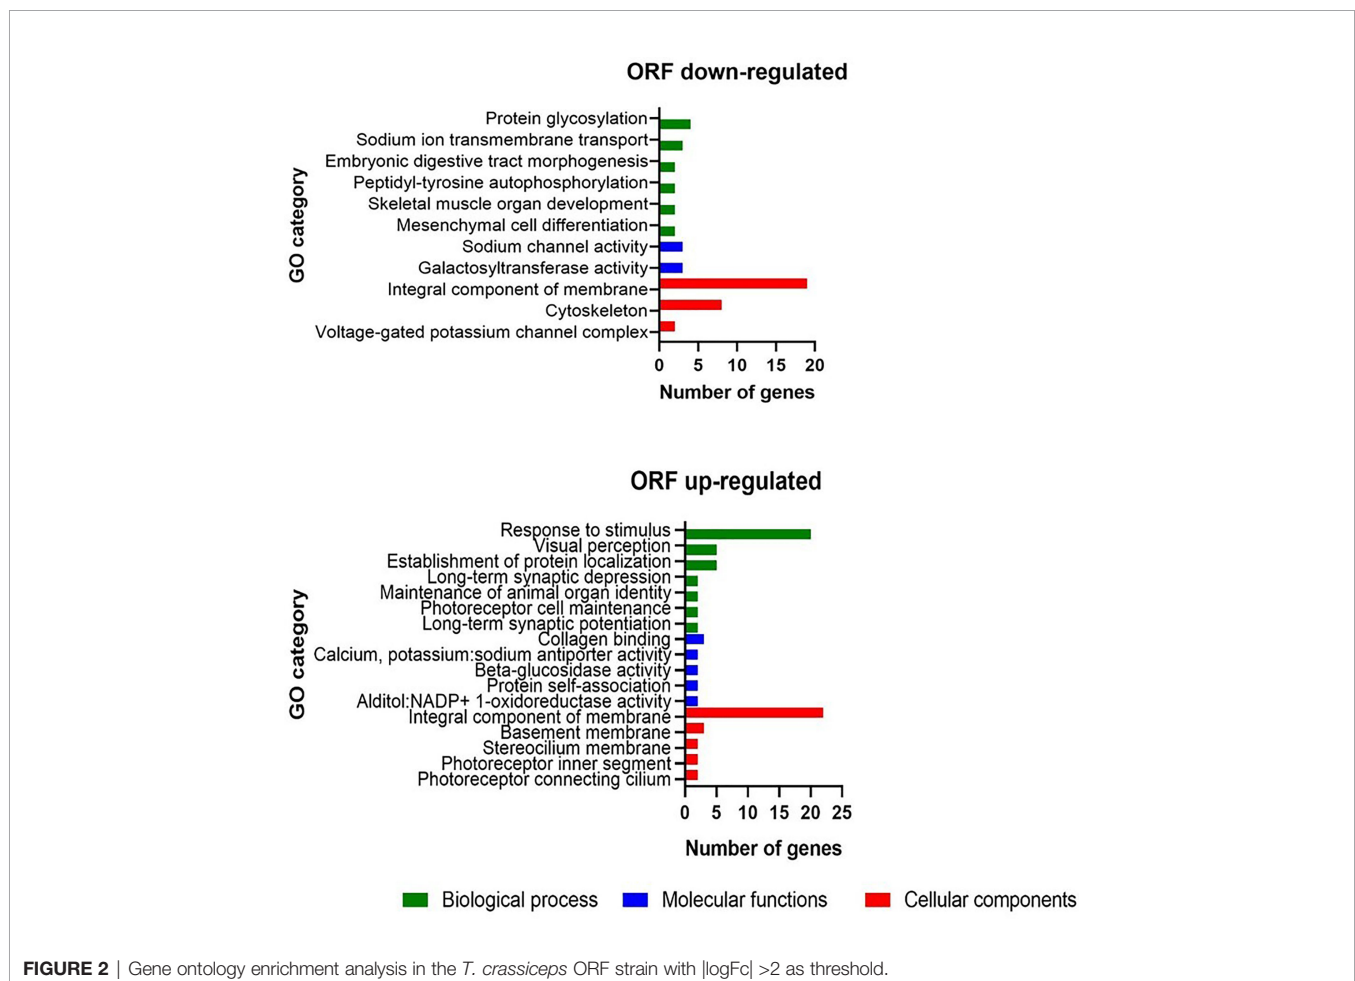 ORF down-regulated
GO category
Protein glycosylation
Sodium ion transmembrane transport
Embryonic digestive tract morphogenesis
Peptidyl-tyrosine autophosphorylation
Skeletal muscle organ development
Mesenchymal cell differentiation
Sodium channel activity
Galactosyltransferase activity
Integral component of membrane
Cytoskeleton
Voltage-gated potassium channel complex
0 5 10 15 20
Number of genes
ORF up-regulated
GO category
Response to stimulus
Visual perception
Establishment of protein localization
Long-term synaptic depression
Maintenance of animal organ identity
Photoreceptor cell maintenance
Long-term synaptic potentiation
Collagen binding
Calcium, potassium:sodium antiporter activity
Beta-glucosidase activity
Protein self-association
Alditol:NADP+ 1-oxidoreductase activity
Integral component of membrane
Basement membrane
Stereocilium membrane
Photoreceptor inner segment
Photoreceptor connecting cilium
0 5 10 15 20 25
Number of genes
Biological process Molecular functions Cellular components
FIGURE 2 | Gene ontology enrichment analysis in the T. crassiceps ORF strain with |logFc| >2 as threshold.